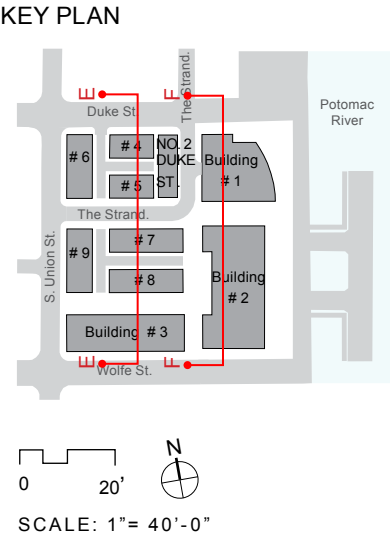 KEY PLAN
E
F
The Strand.
Duke St.
Potomac
River
# 6
# 4
NO. 2
DUKE
ST.
Building
# 1
# 5
The Strand.
S. Union St.
# 9
# 7
# 8
Building
# 2
Building # 3
E
F
Wolfe St.
N
0 20'
SCALE: 1"= 40'-0"